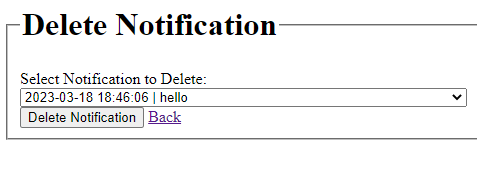 Delete Notification
Select Notification to Delete:
2023-03-18 18:46:06 | hello
Delete Notification Back